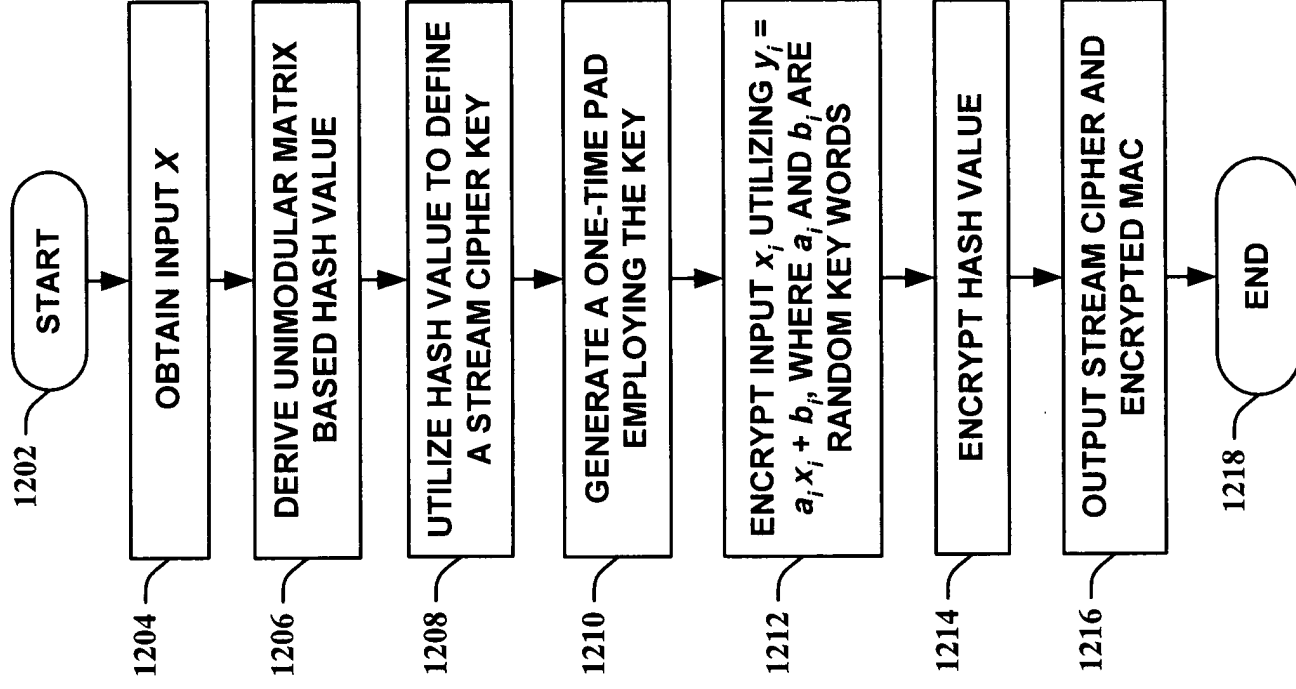 START
1202
OBTAIN INPUT X
1204
DERIVE UNIMODULAR MATRIX
BASED HASH VALUE
1206
UTILIZE HASH VALUE TO DEFINE
A STREAM CIPHER KEY
1208
GENERATE A ONE-TIME PAD
EMPLOYING THE KEY
1210
ENCRYPT INPUT x_i UTILIZING y_i =
a_i x_i + b_i, WHERE a_i AND b_i ARE
RANDOM KEY WORDS
1212
ENCRYPT HASH VALUE
1214
OUTPUT STREAM CIPHER AND
ENCRYPTED MAC
1216
END
1218